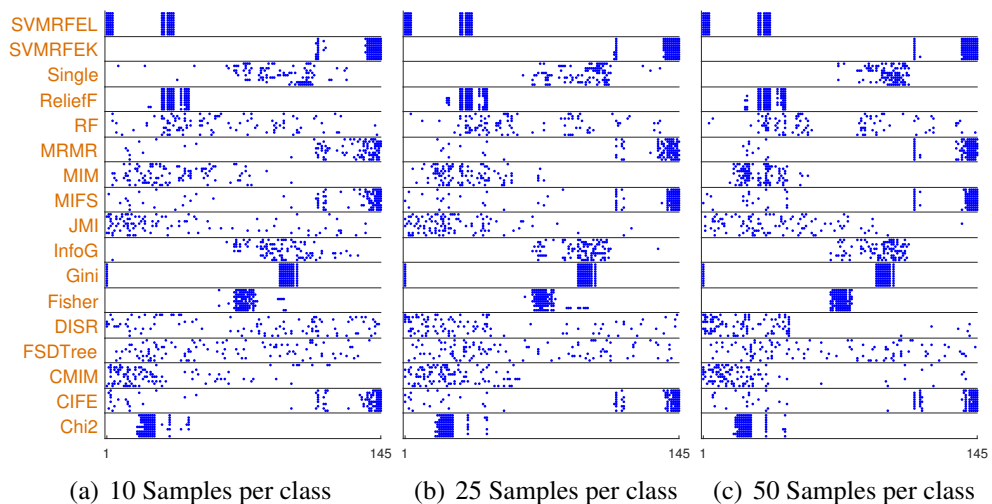 SVMRFEL
SVMRFEK
Single
ReliefF
RF
MRMR
MIM
MIFS
JMI
InfoG
Gini
Fisher
DISR
FSDTree
CMIM
CIFE
Chi2
1 145 1 145 1 145
(a) 10 Samples per class (b) 25 Samples per class (c) 50 Samples per class